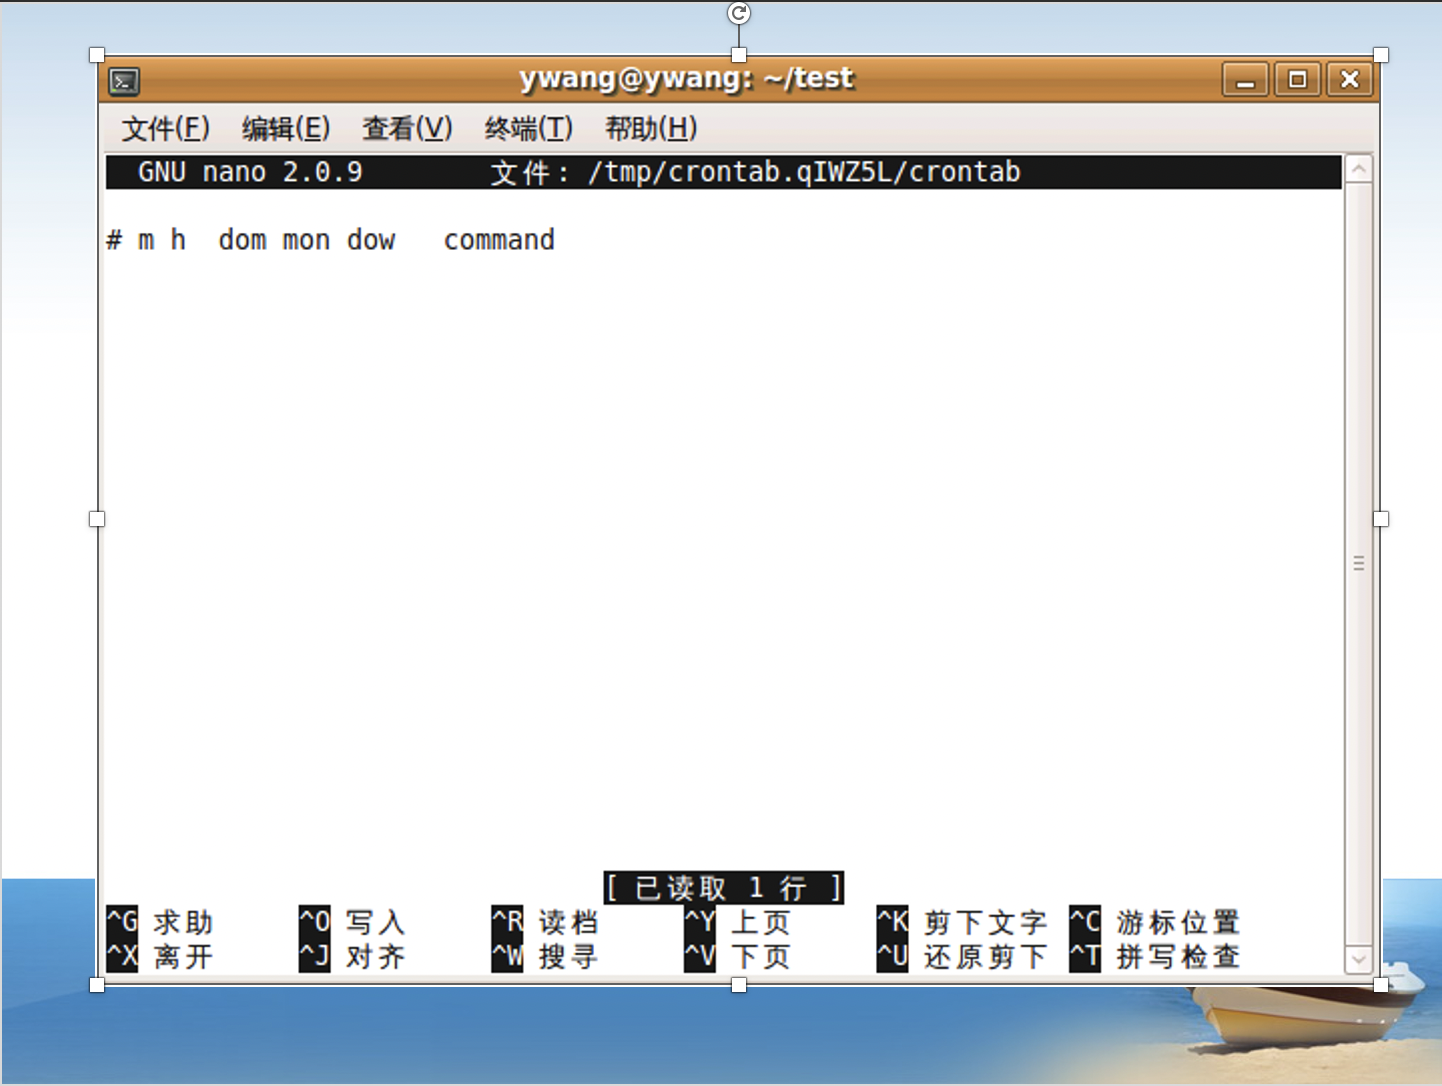 ywang@ywang: ~/test
文件(F) 编辑(E) 查看(V) 终端(T) 帮助(H)
GNU nano 2.0.9 文件: /tmp/crontab.qIWZ5L/crontab
# m h  dom mon dow   command
[ 已读取 1 行 ]
^G 求助 ^O 写入 ^R 读档 ^Y 上页 ^K 剪下文字 ^C 游标位置
^X 离开 ^J 对齐 ^W 搜寻 ^V 下页 ^U 还原剪下 ^T 拼写检查